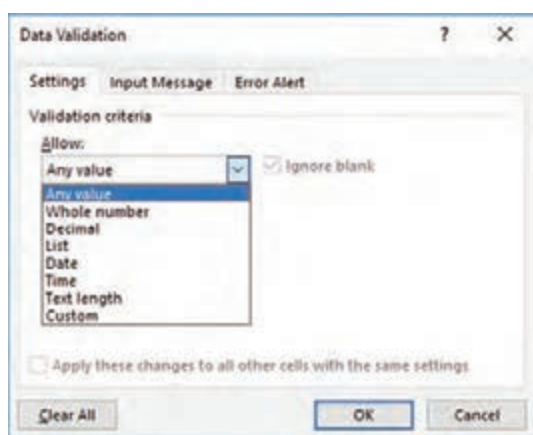 Data Validation ?
Settings Input Message Error Alert
Validation criteria
Allow:
Any value Ignore blank
Any value
Whole number
Decimal
List
Date
Time
Text length
Custom
Apply these changes to all other cells with the same settings
Clear All OK Cancel